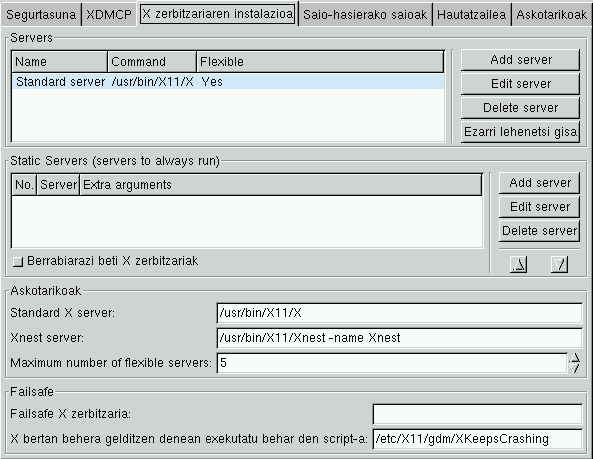 Segurtasuna XDMCP X zerbitzariaren instalazioa Saio-hasierako saioak Hautatzailea Askotarikoak
Servers
Name Command Flexible
Standard server /usr/bin/X11/X Yes
Add server
Edit server
Delete server
Ezarri lehenetsi gisa
Static Servers (servers to always run)
No. Server Extra arguments
Add server
Edit server
Delete server
Berrabiarazi beti X zerbitzariak
Askotarikoak
Standard X server: /usr/bin/X11/X
Xnest server: /usr/bin/X11/Xnest -name Xnest
Maximum number of flexible servers: 5
Failsafe
Failsafe X zerbitzaria:
X bertan behera gelditzen denean exekutatu behar den script-a: /etc/X11/gdm/XKeepsCrashing